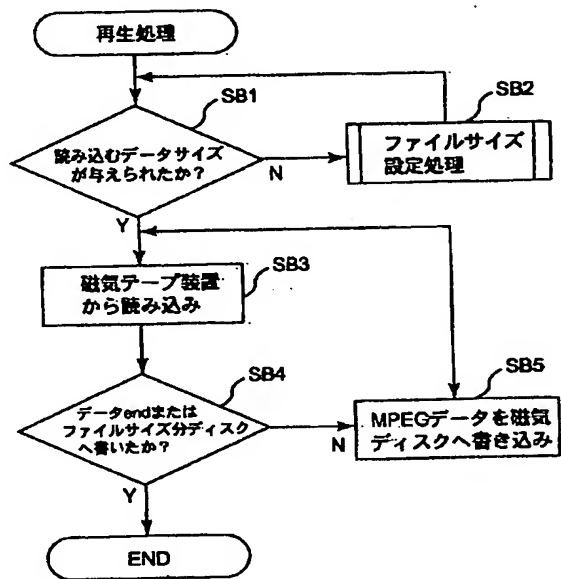 再生処理
SB1
読み込むデータサイズ
が与えられたか?
N
Y
SB2
ファイルサイズ
設定処理
SB3
磁気テープ装置
から読み込み
SB4
データendまたは
ファイルサイズ分ディスク
へ書いたか?
N
Y
SB5
MPEGデータを磁気
ディスクへ書き込み
END